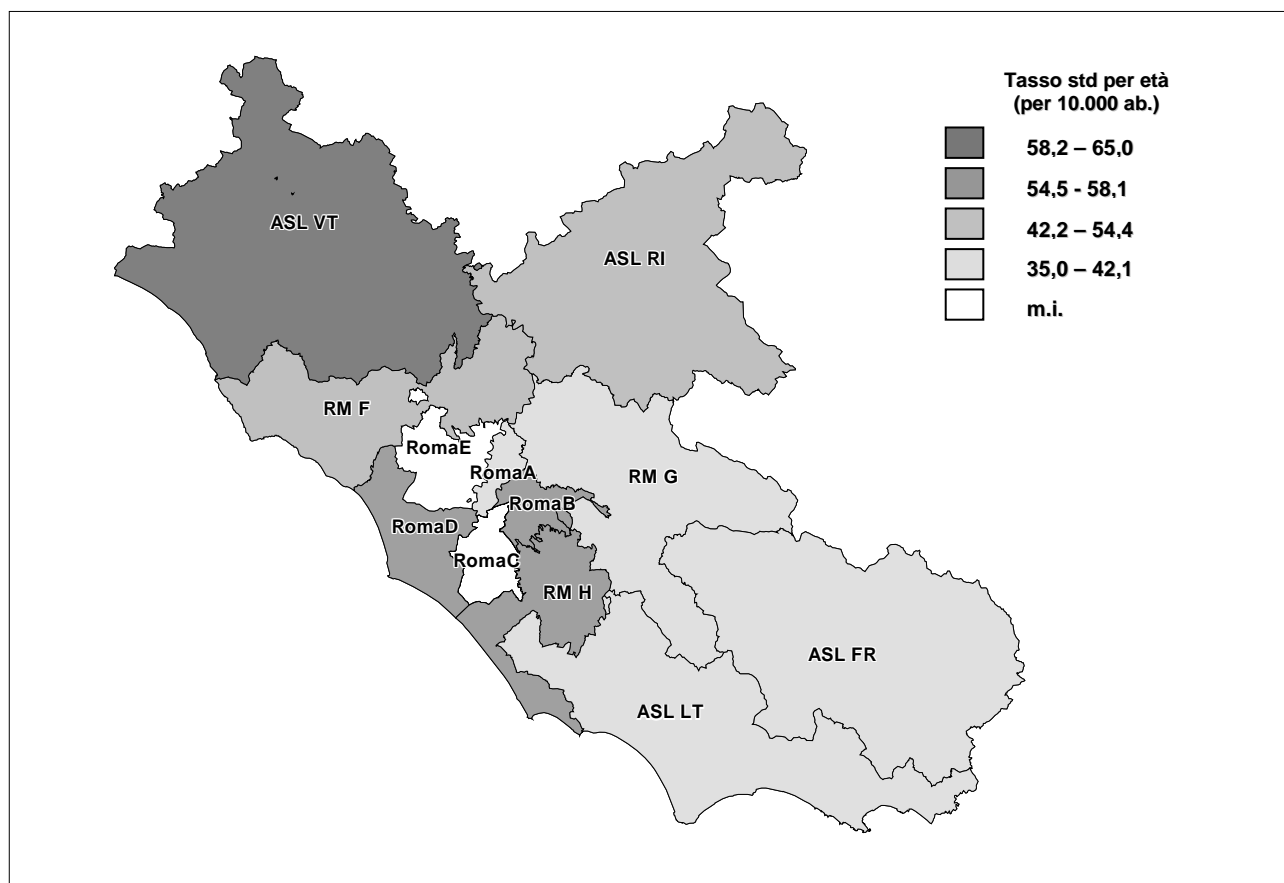 Tasso std per età
(per 10.000 ab.)
58,2 – 65,0
54,5 - 58,1
42,2 – 54,4
35,0 – 42,1
m.i.
ASL VT
ASL RI
RM F
RomaE
RomaA
RM G
RomaB
RomaD
RomaC
RM H
ASL FR
ASL LT